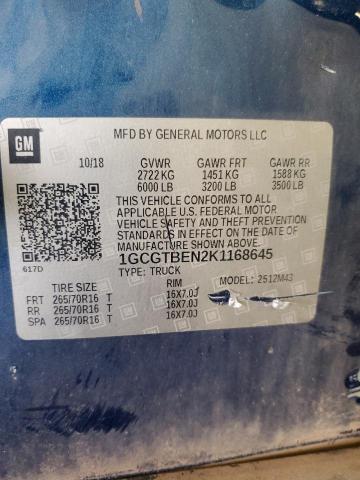 GM
MFD BY GENERAL MOTORS LLC
10/18 GVWR GAWR FRT GAWR RR
2722 KG 1451 KG 1588 KG
6000 LB 3200 LB 3500 LB
THIS VEHICLE CONFORMS TO ALL
APPLICABLE U.S. FEDERAL MOTOR
VEHICLE SAFETY AND THEFT PREVENTION
STANDARDS IN EFFECT ON THE DATE OF
MANUFACTURE SHOWN ABOVE.
617D
1GCGTBEN2K1168645
TYPE: TRUCK MODEL: 2512M43
TIRE SIZE RIM
FRT 265/70R16 T 16X7.0J
RR 265/70R16 T 16X7.0J
SPA 265/70R16 T 16X7.0J